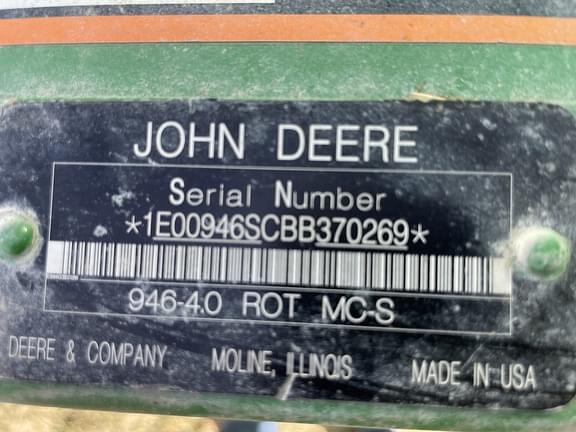 JOHN DEERE
Serial Number
*1E00946SCBB370269*
946-4.0 ROT MC-S
DEERE & COMPANY MOLINE, ILLINOIS MADE IN USA